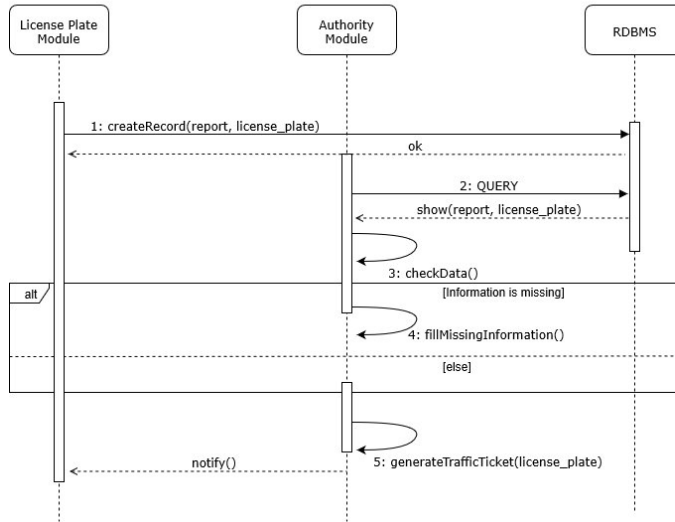 License Plate
Module
Authority
Module
RDBMS
1: createRecord(report, license_plate)
ok
2: QUERY
show(report, license_plate)
3: checkData()
alt
[Information is missing]
4: fillMissingInformation()
[else]
5: generateTrafficTicket(license_plate)
notify()